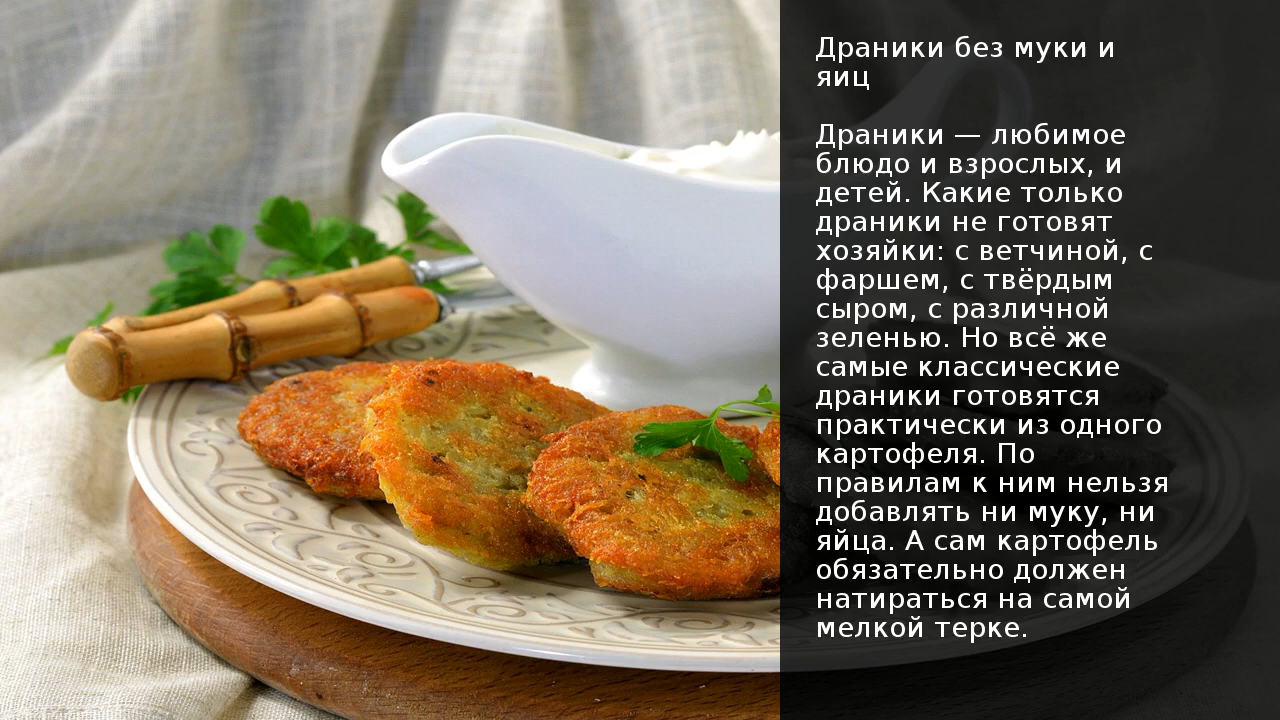 Драники без муки и
яиц
Драники — любимое
блюдо и взрослых, и
детей. Какие только
драники не готовят
хозяйки: с ветчиной, с
фаршем, с твёрдым
сыром, с различной
зеленью. Но всё же
самые классические
драники готовятся
практически из одного
картофеля. По
правилам к ним нельзя
добавлять ни муку, ни
яйца. А сам картофель
обязательно должен
натираться на самой
мелкой терке.